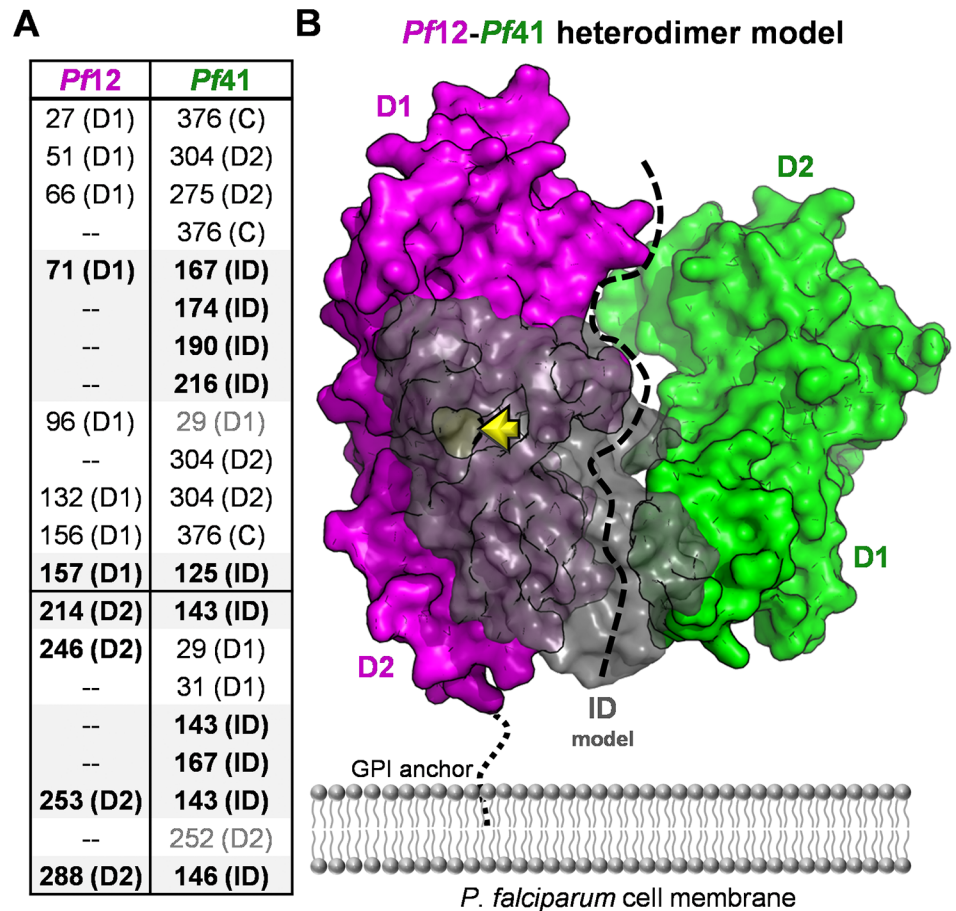 A
Pf12 Pf41
27 (D1) 376 (C)
51 (D1) 304 (D2)
66 (D1) 275 (D2)
-- 376 (C)
71 (D1) 167 (ID)
-- 174 (ID)
-- 190 (ID)
-- 216 (ID)
96 (D1) 29 (D1)
-- 304 (D2)
132 (D1) 304 (D2)
156 (D1) 376 (C)
157 (D1) 125 (ID)
214 (D2) 143 (ID)
246 (D2) 29 (D1)
-- 31 (D1)
-- 143 (ID)
-- 167 (ID)
253 (D2) 143 (ID)
-- 252 (D2)
288 (D2) 146 (ID)
B
Pf12-Pf41 heterodimer model
D1
D2
D1
D2
ID
model
GPI anchor
P. falciparum cell membrane